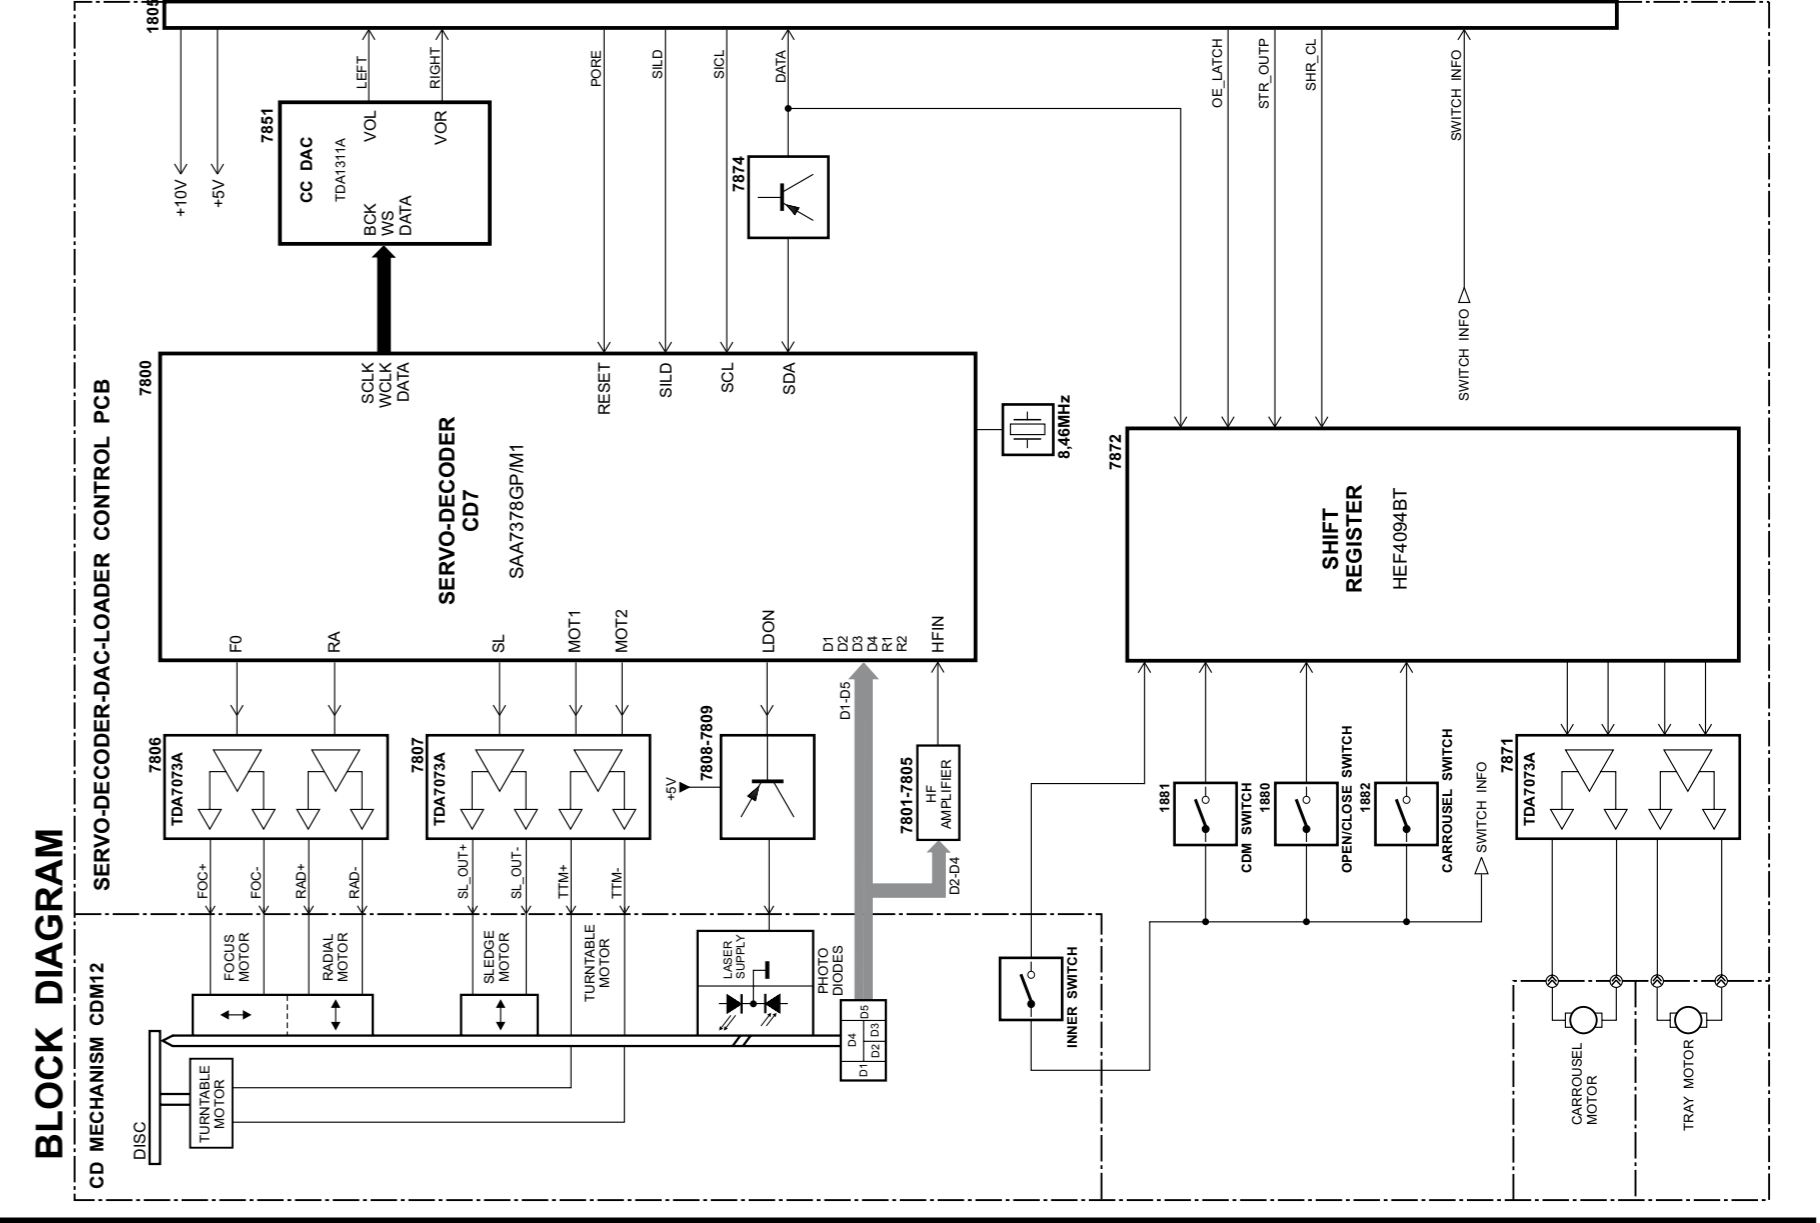 BLOCK DIAGRAM
CD MECHANISM CDM12
SERVO-DECODER-DAC-LOADER CONTROL PCB
DISC
TURNTABLE
MOTOR
FOCUS
MOTOR
RADIAL
MOTOR
SLEDGE
MOTOR
TURNTABLE
MOTOR
LASER
SUPPLY
PHOTO
DIODES
D1
D2
D3
D4
D5
FOC+
FOC-
RAD+
RAD-
SL_OUT+
SL_OUT-
TTM+
TTM-
D1-D5
D2-D4
7806
TDA7073A
7807
TDA7073A
+5V
7808-7809
7801-7805
HF
AMPLIFIER
7800
SERVO-DECODER
CD7
SAA7378GP/M1
F0
RA
SL
MOT1
MOT2
LDON
D1
D2
D3
D4
R1
R2
HFIN
SCLK
WCLK
DATA
RESET
SILD
SCL
SDA
8,46MHz
7851
CC DAC
TDA1311A
BCK
WS
DATA
VOL
VOR
LEFT
RIGHT
+10V
+5V
1805
PORE
SILD
SICL
DATA
7874
OE_LATCH
STR_OUTP
SHR_CL
SWITCH INFO
SWITCH INFO
7872
SHIFT
REGISTER
HEF4094BT
INNER SWITCH
1881
CDM SWITCH
1880
OPEN/CLOSE SWITCH
1882
CARROUSEL SWITCH
SWITCH INFO
7871
TDA7073A
CARROUSEL
MOTOR
TRAY MOTOR